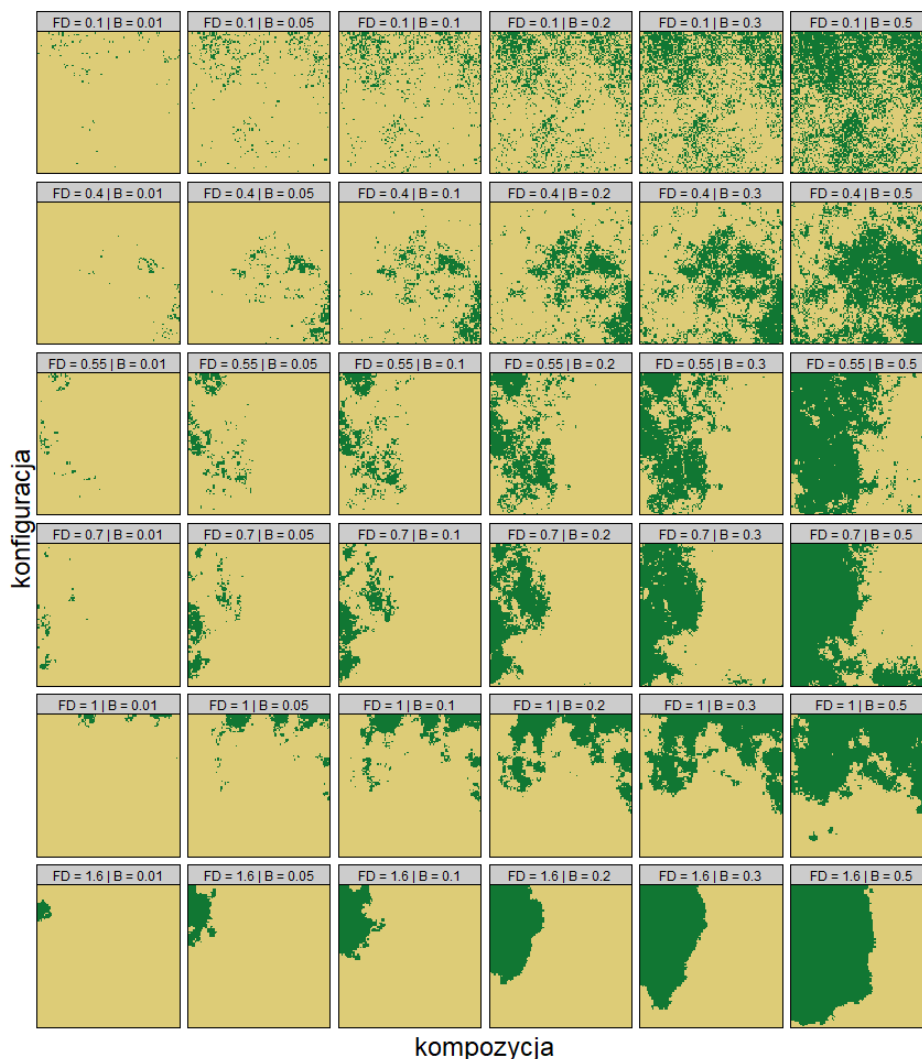 FD = 0.1 | B = 0.01
FD = 0.1 | B = 0.05
FD = 0.1 | B = 0.1
FD = 0.1 | B = 0.2
FD = 0.1 | B = 0.3
FD = 0.1 | B = 0.5
FD = 0.4 | B = 0.01
FD = 0.4 | B = 0.05
FD = 0.4 | B = 0.1
FD = 0.4 | B = 0.2
FD = 0.4 | B = 0.3
FD = 0.4 | B = 0.5
FD = 0.55 | B = 0.01
FD = 0.55 | B = 0.05
FD = 0.55 | B = 0.1
FD = 0.55 | B = 0.2
FD = 0.55 | B = 0.3
FD = 0.55 | B = 0.5
konfiguracja
FD = 0.7 | B = 0.01
FD = 0.7 | B = 0.05
FD = 0.7 | B = 0.1
FD = 0.7 | B = 0.2
FD = 0.7 | B = 0.3
FD = 0.7 | B = 0.5
FD = 1 | B = 0.01
FD = 1 | B = 0.05
FD = 1 | B = 0.1
FD = 1 | B = 0.2
FD = 1 | B = 0.3
FD = 1 | B = 0.5
FD = 1.6 | B = 0.01
FD = 1.6 | B = 0.05
FD = 1.6 | B = 0.1
FD = 1.6 | B = 0.2
FD = 1.6 | B = 0.3
FD = 1.6 | B = 0.5
kompozycja